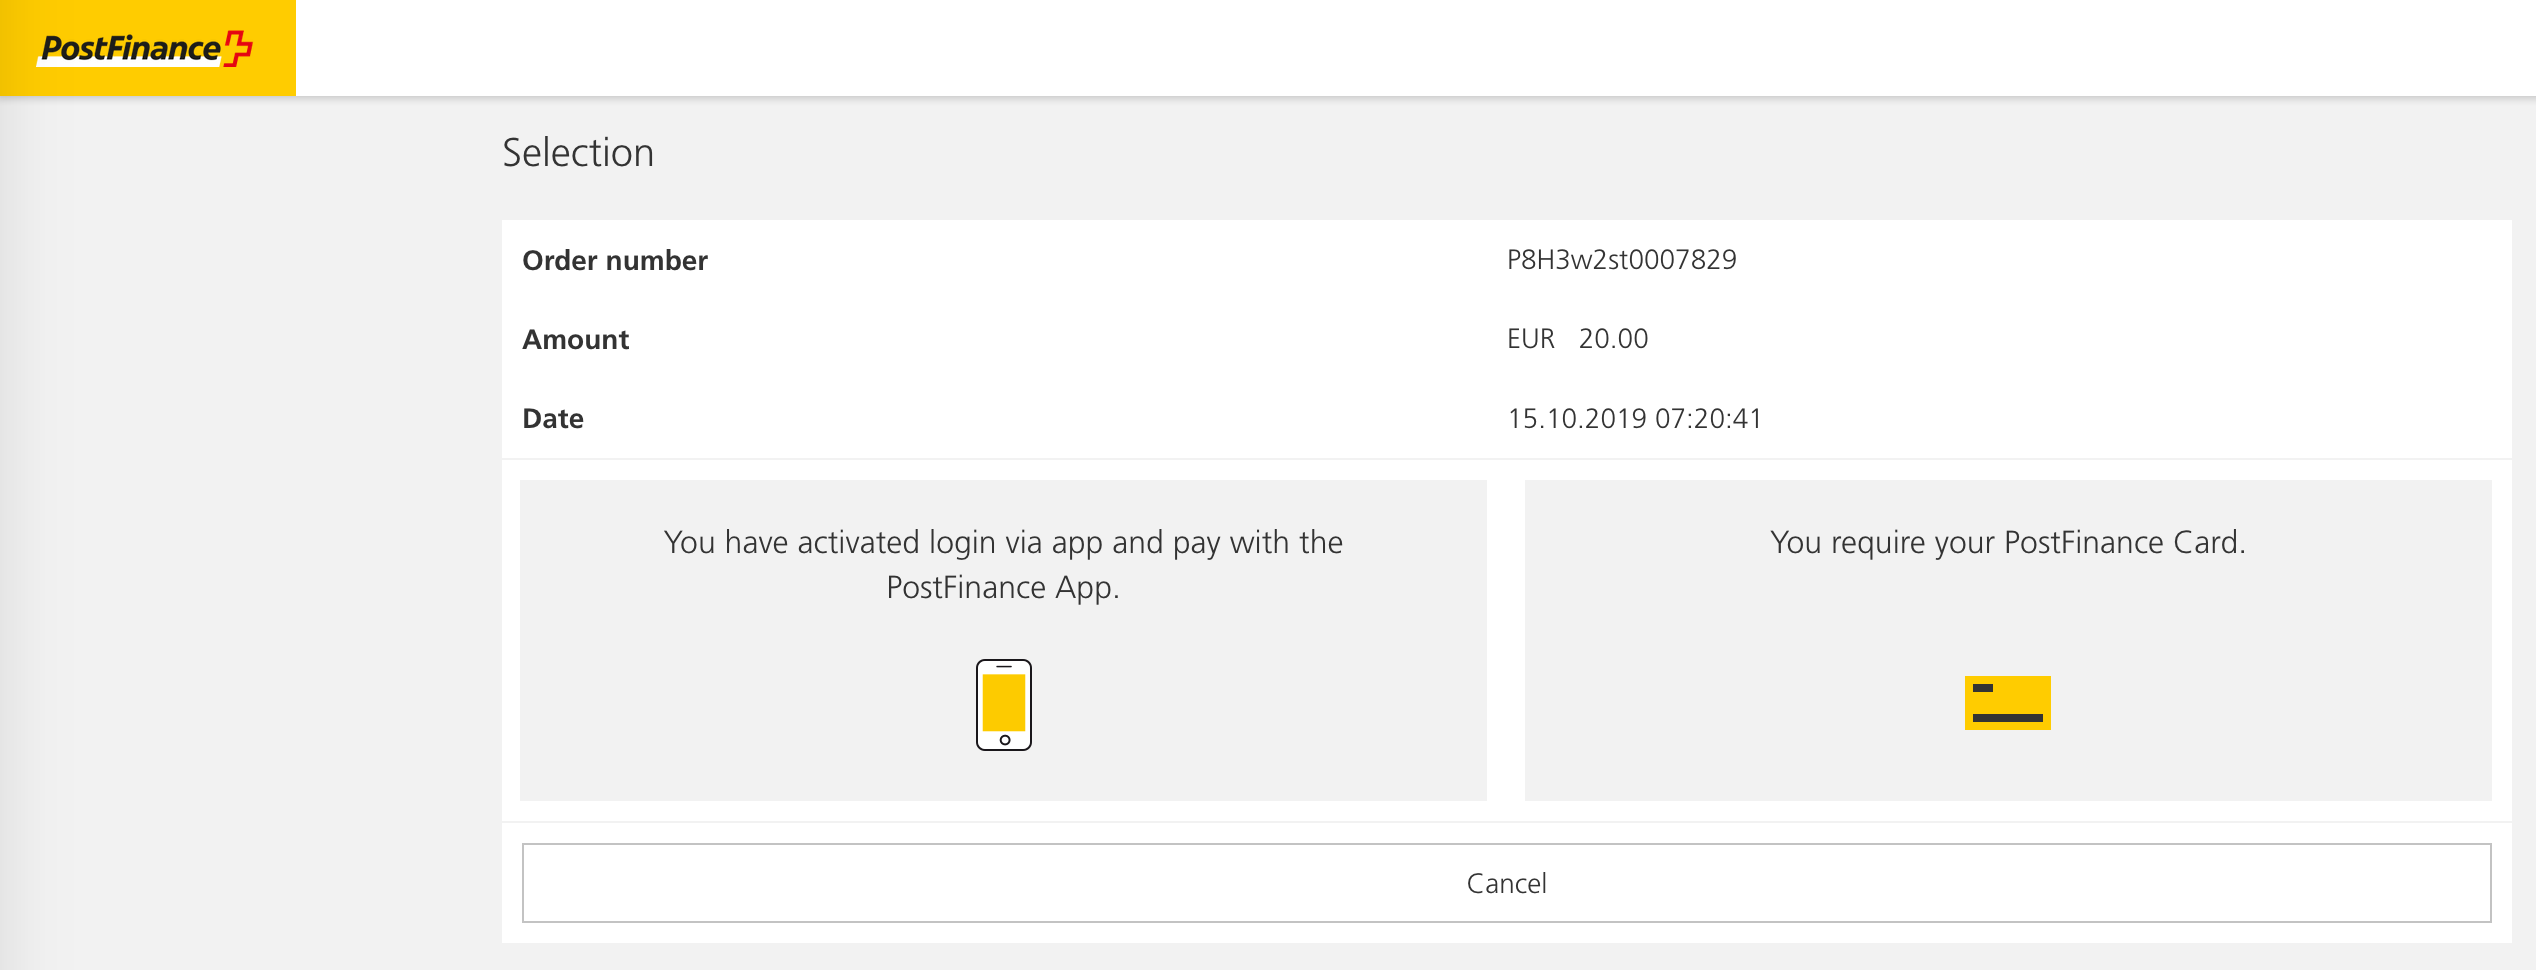 PostFinance
Selection
Order number P8H3w2st0007829
Amount EUR 20.00
Date 15.10.2019 07:20:41
You have activated login via app and pay with the
PostFinance App.
You require your PostFinance Card.
Cancel